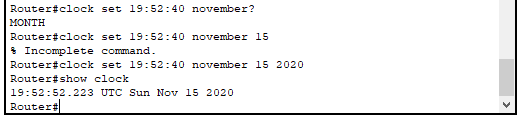 Router#clock set 19:52:40 november?
MONTH
Router#clock set 19:52:40 november 15
% Incomplete command.
Router#clock set 19:52:40 november 15 2020
Router#show clock
19:52:52.223 UTC Sun Nov 15 2020
Router#